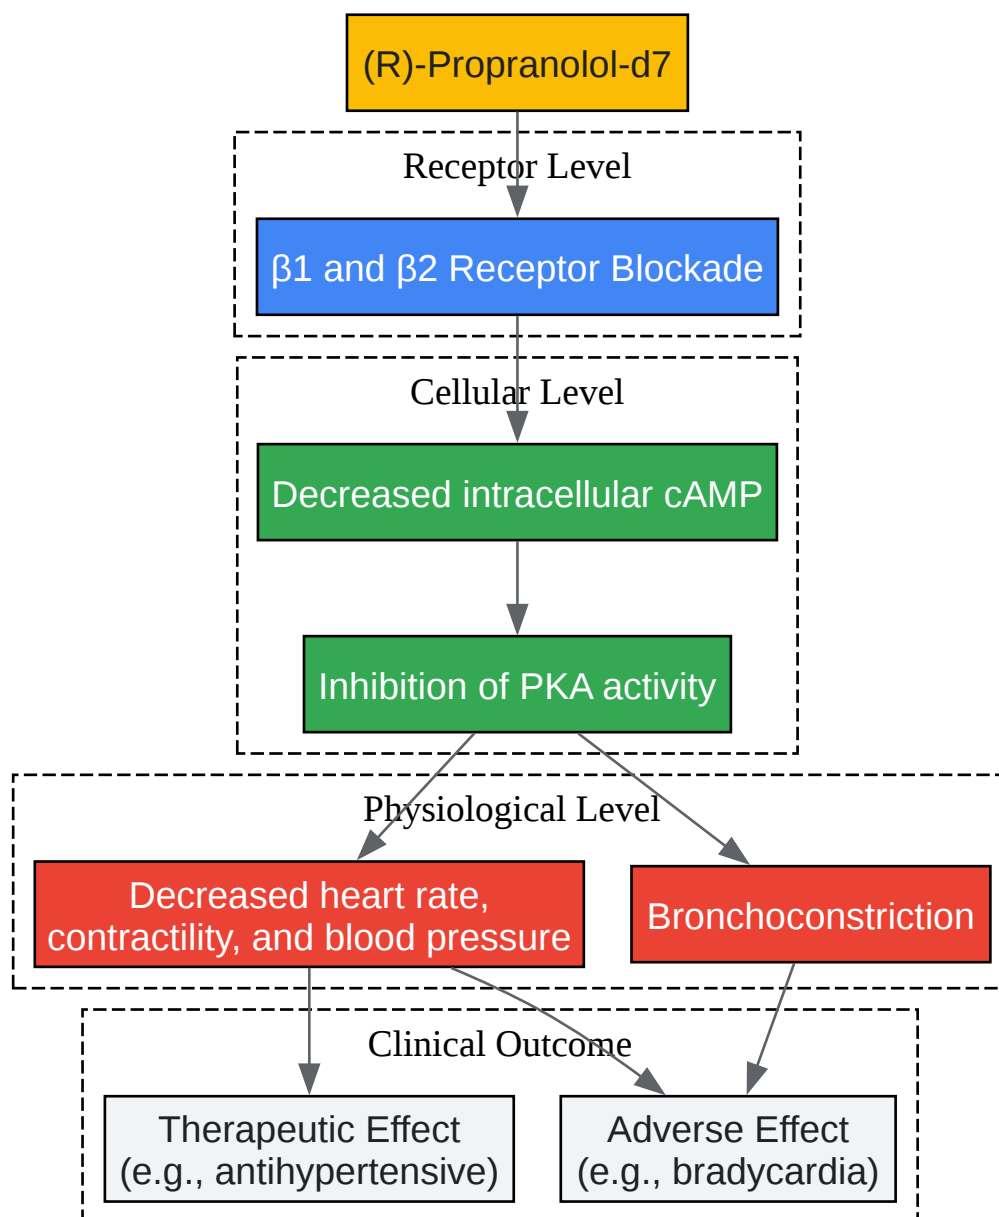 (R)-Propranolol-d7
Receptor Level
β1 and β2 Receptor Blockade
Cellular Level
Decreased intracellular cAMP
Inhibition of PKA activity
Physiological Level
Decreased heart rate,
contractility, and blood pressure
Bronchoconstriction
Clinical Outcome
Therapeutic Effect
(e.g., antihypertensive)
Adverse Effect
(e.g., bradycardia)